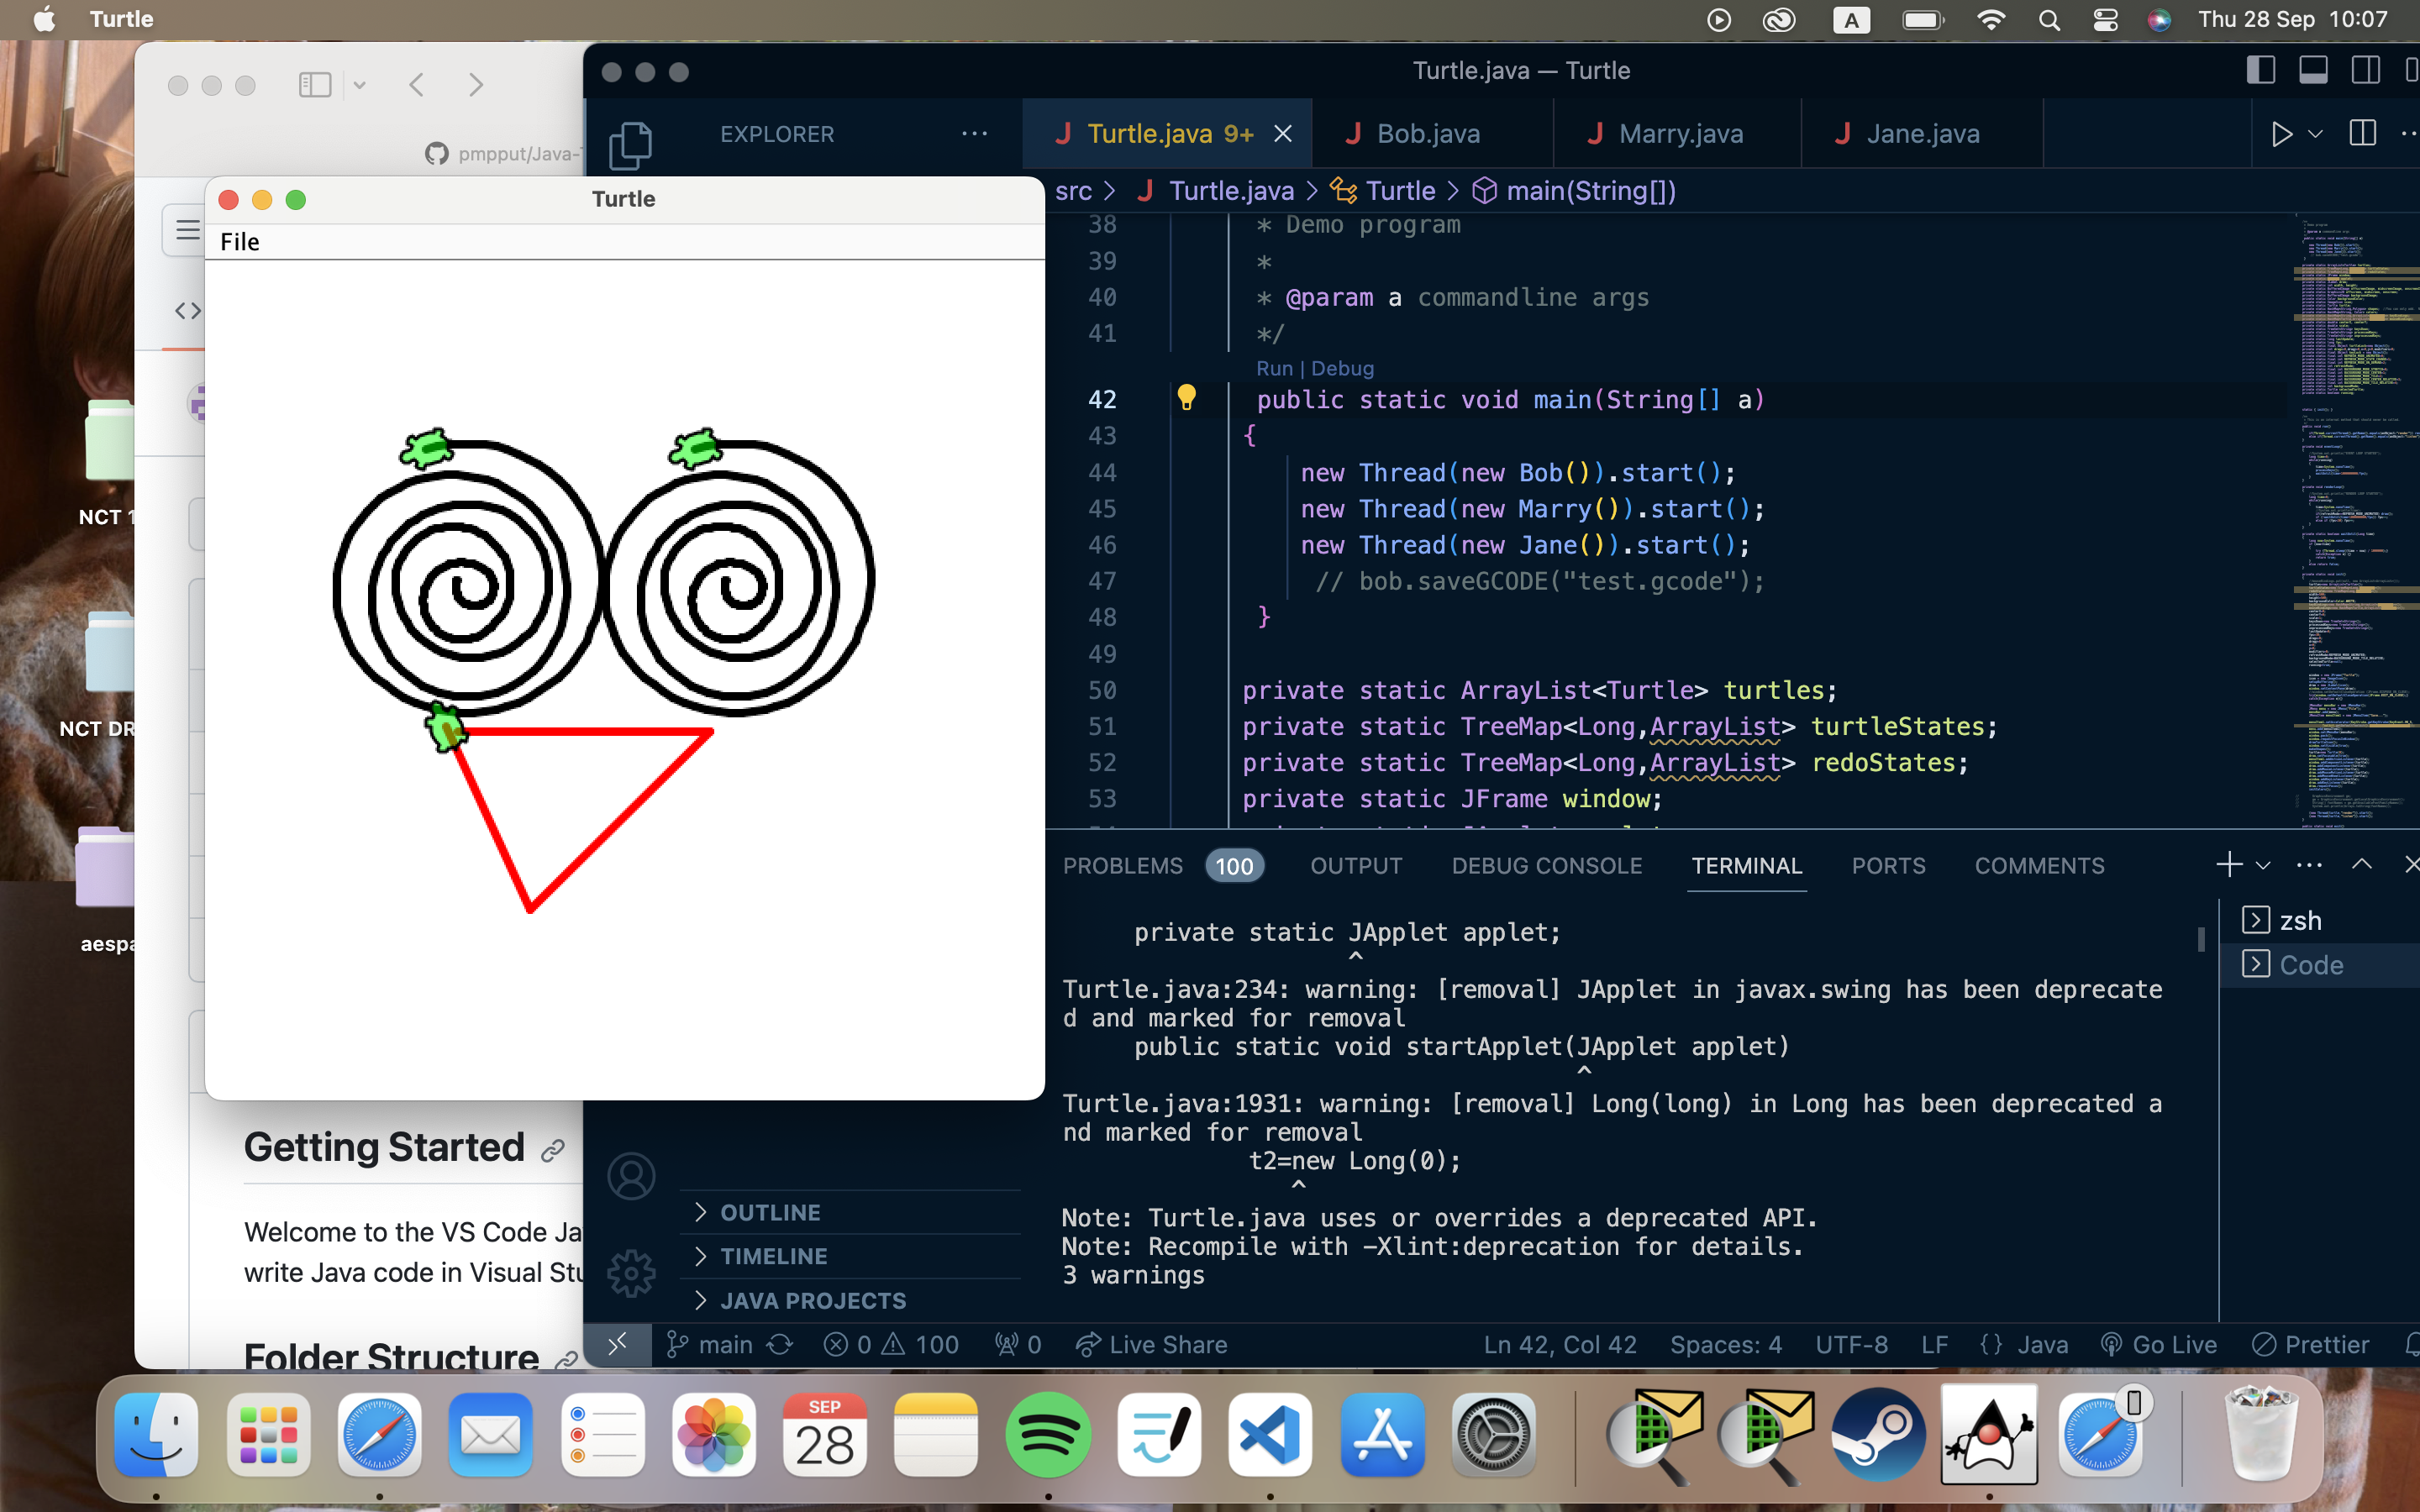 Turtle
A
Thu 28 Sep 10:07
NCT 1
NCT DR
aespa
pmpput/Java-
Turtle
File
Getting Started
Welcome to the VS Code Ja
write Java code in Visual Stu
Folder Structure
Turtle.java — Turtle
EXPLORER
Turtle.java 9+
Bob.java
Marry.java
Jane.java
src > Turtle.java > Turtle > main(String[])
38 * Demo program
39 *
40 * @param a commandline args
41 */
Run | Debug
42 public static void main(String[] a)
43 {
44 new Thread(new Bob()).start();
45 new Thread(new Marry()).start();
46 new Thread(new Jane()).start();
47 // bob.saveGCODE("test.gcode");
48 }
49
50 private static ArrayList<Turtle> turtles;
51 private static TreeMap<Long,ArrayList> turtleStates;
52 private static TreeMap<Long,ArrayList> redoStates;
53 private static JFrame window;
PROBLEMS 100 OUTPUT DEBUG CONSOLE TERMINAL PORTS COMMENTS
private static JApplet applet;
^
Turtle.java:234: warning: [removal] JApplet in javax.swing has been deprecate
d and marked for removal
public static void startApplet(JApplet applet)
^
Turtle.java:1931: warning: [removal] Long(long) in Long has been deprecated a
nd marked for removal
t2=new Long(0);
^
Note: Turtle.java uses or overrides a deprecated API.
Note: Recompile with -Xlint:deprecation for details.
3 warnings
zsh
Code
OUTLINE
TIMELINE
JAVA PROJECTS
main 0 100 0 Live Share Ln 42, Col 42 Spaces: 4 UTF-8 LF {} Java Go Live Prettier
SEP
28